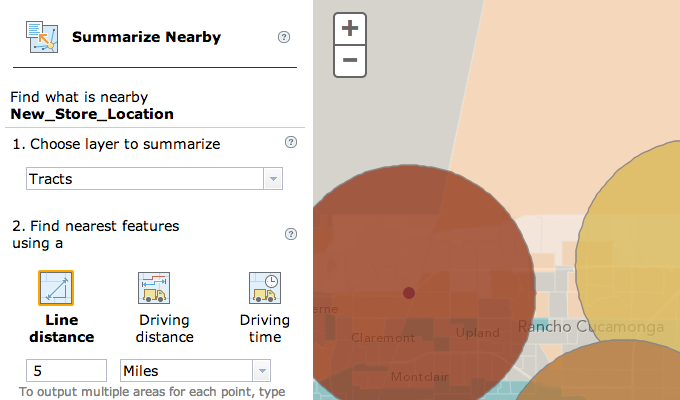 Summarize Nearby
?
Find what is nearby
New_Store_Location
1. Choose layer to summarize
?
Tracts
2. Find nearest features
using a
?
Line
distance
Driving
distance
Driving
time
5
Miles
To output multiple areas for each point, type
+
−
erne
Claremont
Upland
Rancho Cucamonga
Montclair